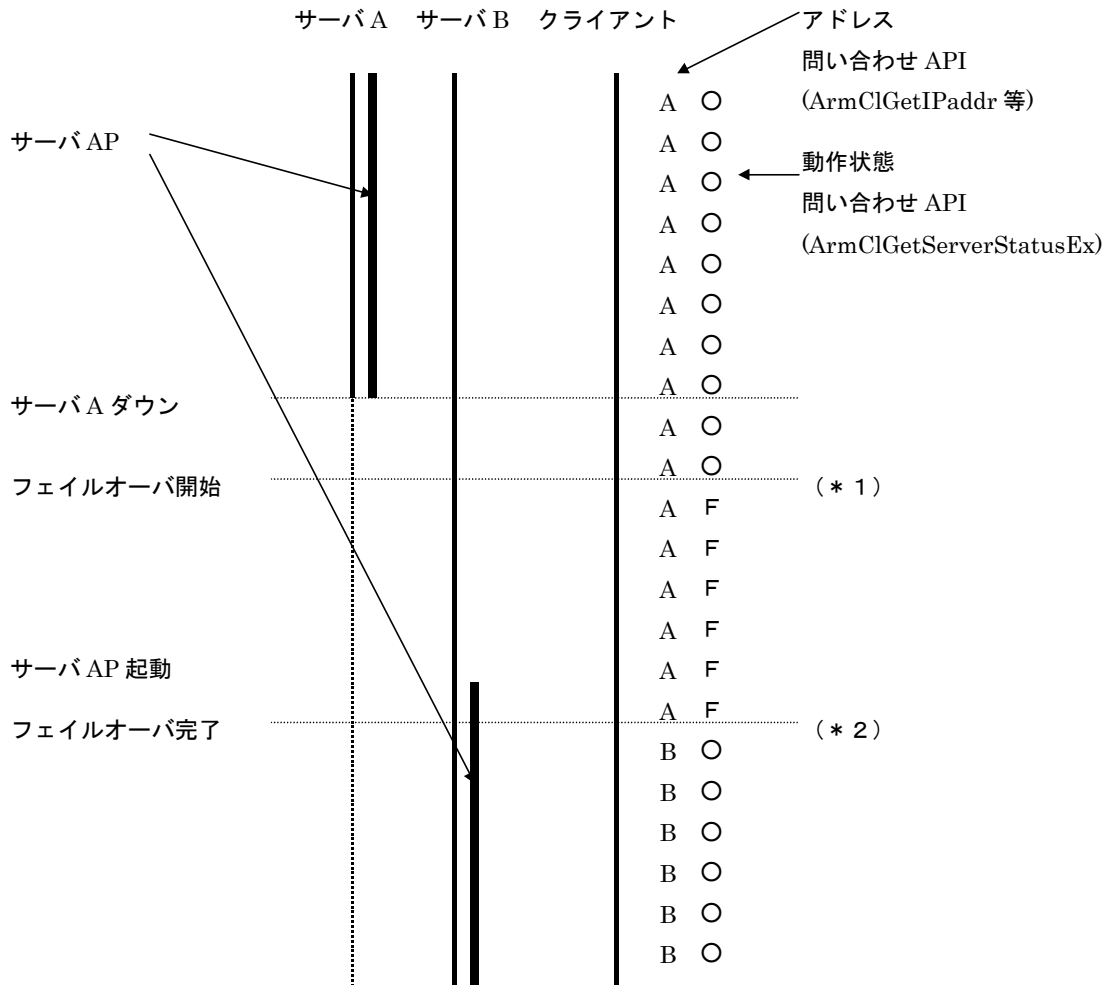 サーバ A サーバ B クライアント アドレス
問い合わせ API
A ○ (ArmClGetIPaddr 等)
サーバ AP A ○
動作状態
A ○
問い合わせ API
A ○
(ArmClGetServerStatusEx)
A ○
A ○
A ○
A ○
サーバ A ダウン
A ○
A ○
フェイルオーバ開始 (*1)
A F
A F
A F
A F
サーバ AP 起動 A F
A F
フェイルオーバ完了 (*2)
B ○
B ○
B ○
B ○
B ○
B ○